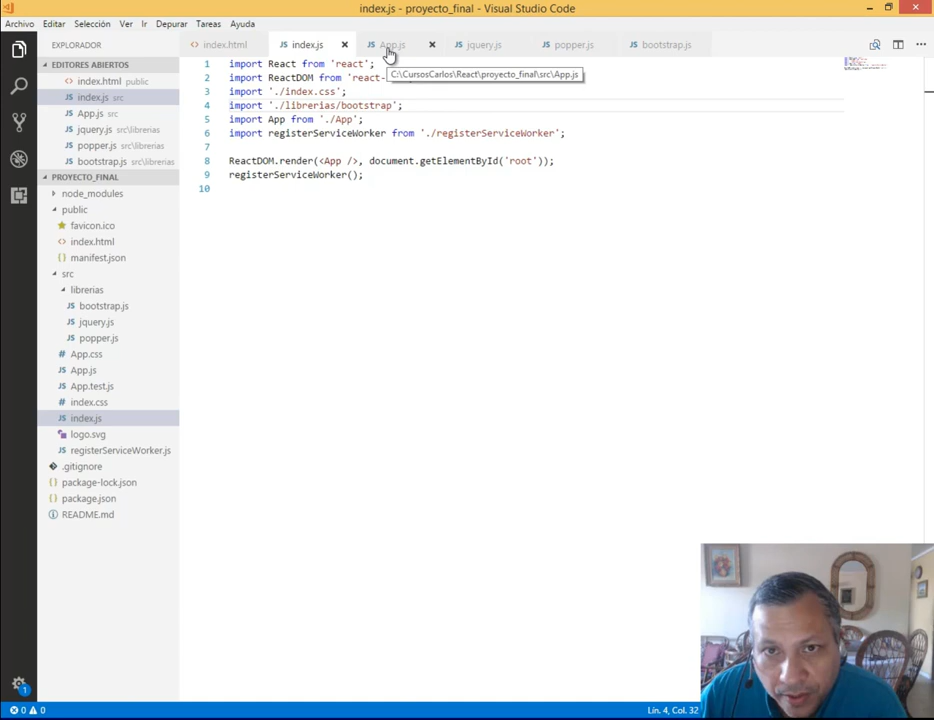 index.js - proyecto_final - Visual Studio Code
Archivo Editar Selección Ver Ir Depurar Tareas Ayuda
EXPLORADOR
index.html index.js App.js jquery.js popper.js bootstrap.js
C:\CursosCarlos\React\proyecto_final\src\App.js
EDITORES ABIERTOS
index.html public
index.js src
App.js src
jquery.js src\librerias
popper.js src\librerias
bootstrap.js src\librerias
PROYECTO_FINAL
node_modules
public
favicon.ico
index.html
manifest.json
src
librerias
bootstrap.js
jquery.js
popper.js
App.css
App.js
App.test.js
index.css
index.js
logo.svg
registerServiceWorker.js
.gitignore
package-lock.json
package.json
README.md
1 import React from 'react';
2 import ReactDOM from 'react-
3 import './index.css';
4 import './librerias/bootstrap';
5 import App from './App';
6 import registerServiceWorker from './registerServiceWorker';
7
8 ReactDOM.render(<App />, document.getElementById('root'));
9 registerServiceWorker();
10
1
0 0
Lín. 4, Col. 32